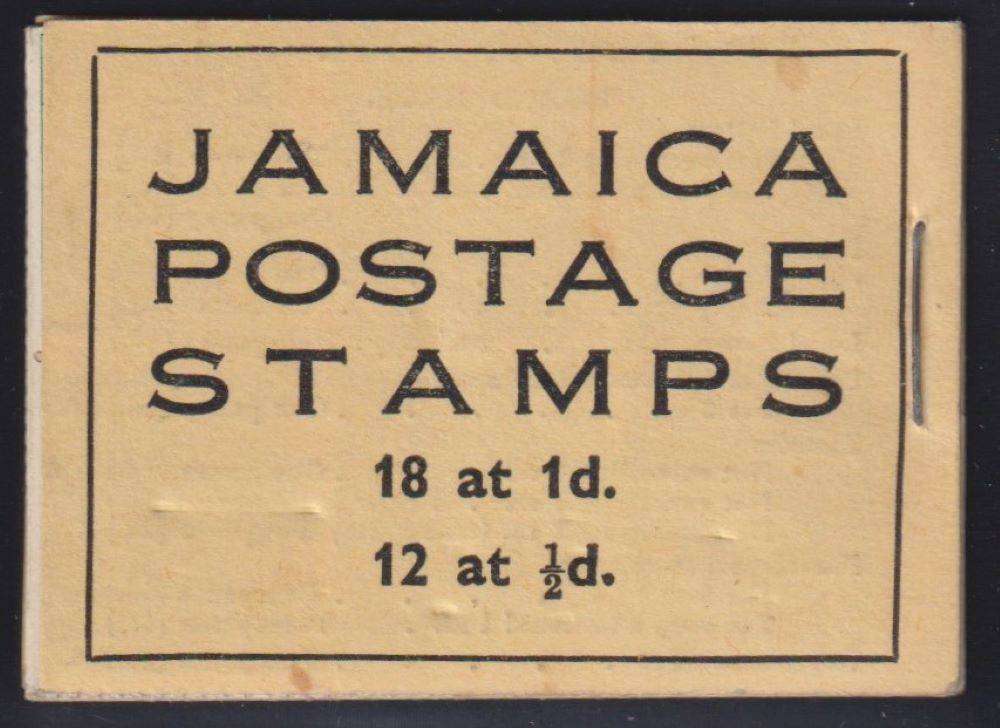 JAMAICA
POSTAGE
STAMPS
18 at 1d.
12 at ½d.